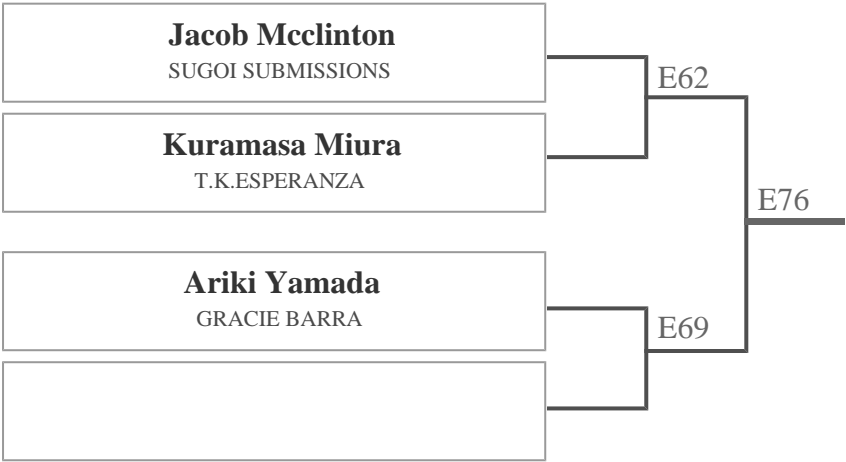 Jacob Mcclinton
SUGOI SUBMISSIONS
E62
Kuramasa Miura
T.K.ESPERANZA
E76
Ariki Yamada
GRACIE BARRA
E69